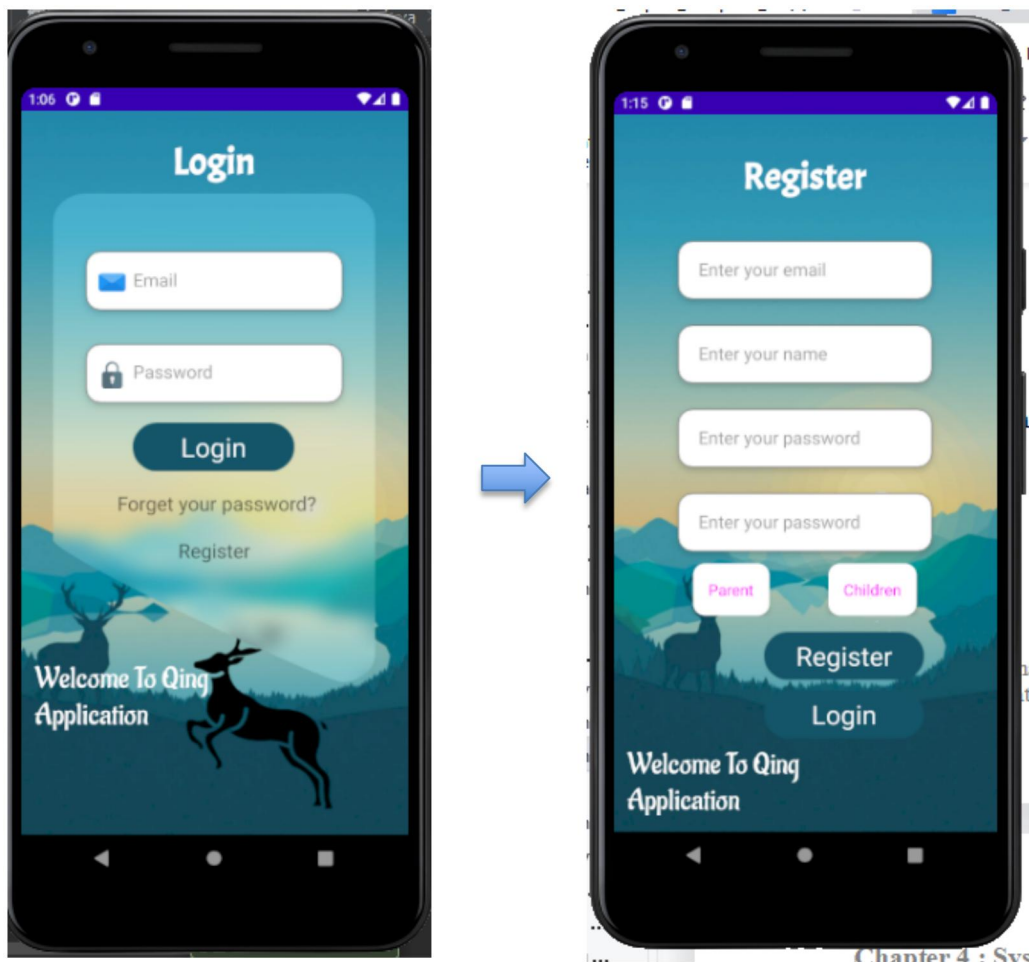 1:06
Login
Email
Password
Login
Forget your password?
Register
Welcome To Qing
Application
1:15
Register
Enter your email
Enter your name
Enter your password
Enter your password
Parent
Children
Register
Login
Welcome To Qing
Application
Chapter 4 : Sys